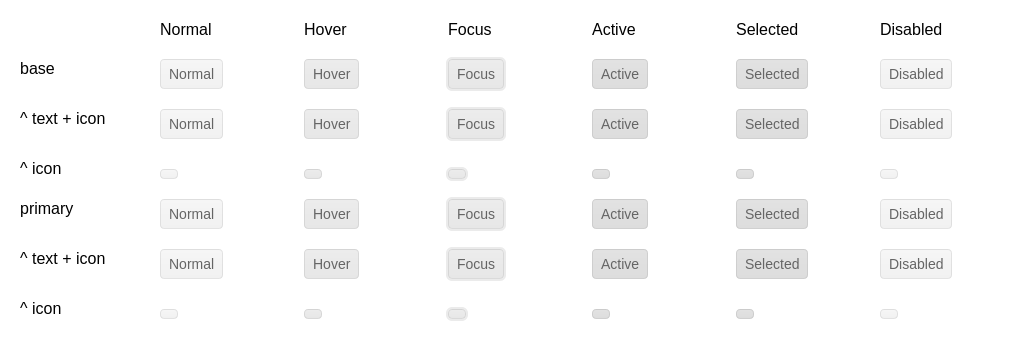 Normal Hover Focus Active Selected Disabled
base Normal Hover Focus Active Selected Disabled
^ text + icon Normal Hover Focus Active Selected Disabled
^ icon
primary Normal Hover Focus Active Selected Disabled
^ text + icon Normal Hover Focus Active Selected Disabled
^ icon